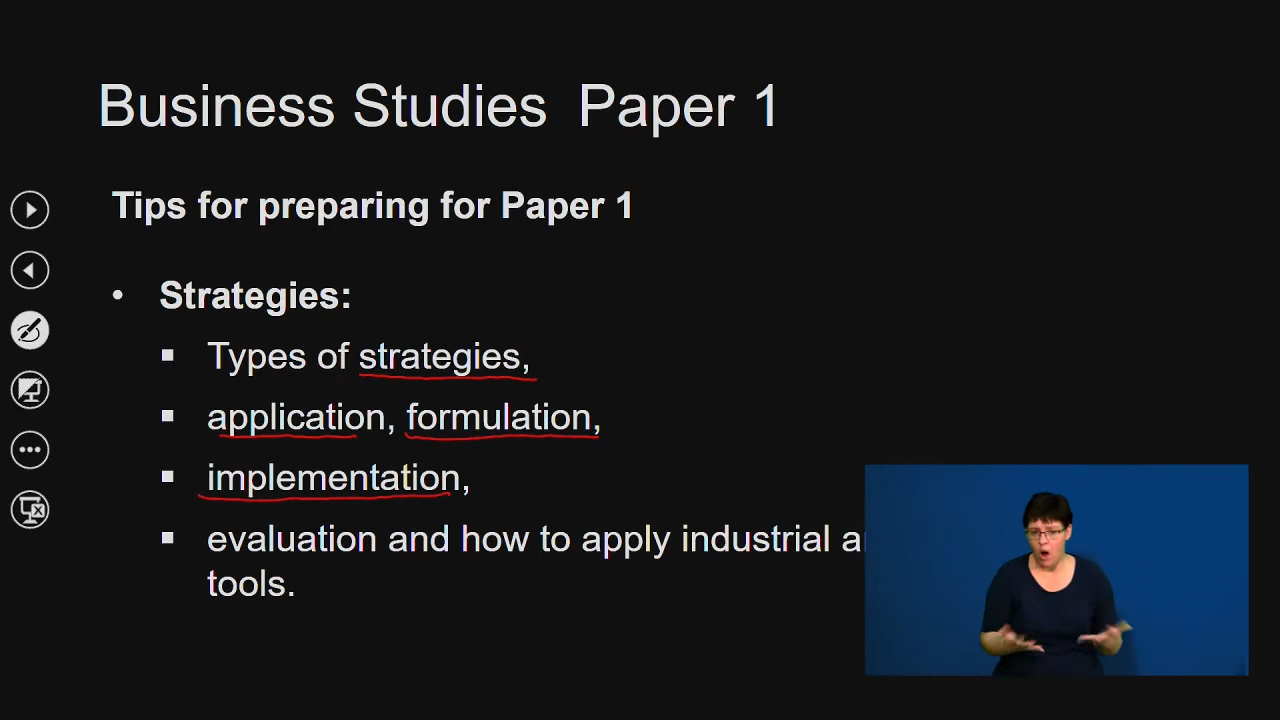 Business Studies Paper 1
Tips for preparing for Paper 1
• Strategies:
▪ Types of strategies,
▪ application, formulation,
▪ implementation,
▪ evaluation and how to apply industrial
tools.